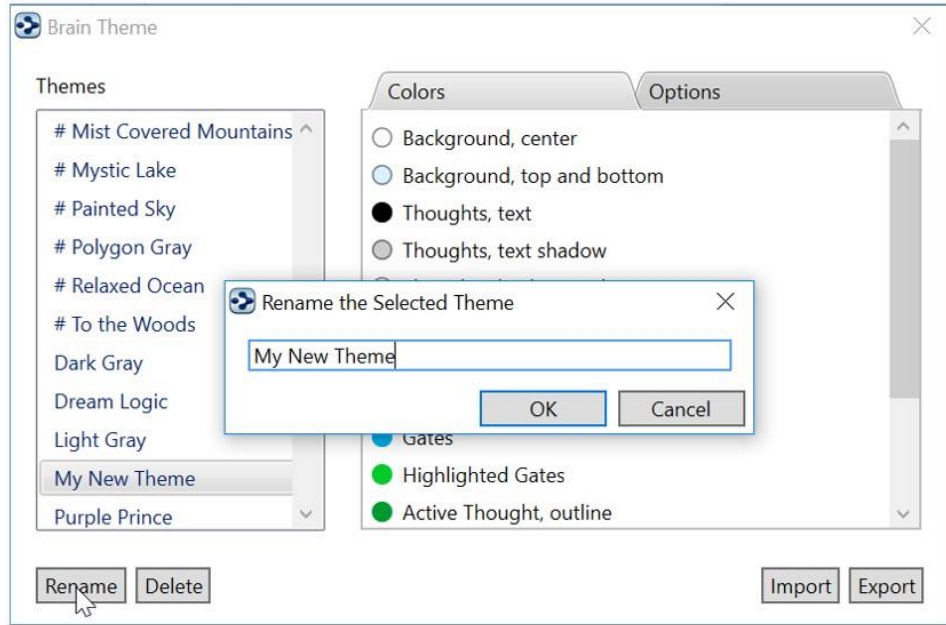 Brain Theme
Themes
# Mist Covered Mountains
# Mystic Lake
# Painted Sky
# Polygon Gray
# Relaxed Ocean
# To the Woods
Dark Gray
Dream Logic
Light Gray
My New Theme
Purple Prince
Colors
Options
Background, center
Background, top and bottom
Thoughts, text
Thoughts, text shadow
Gates
Highlighted Gates
Active Thought, outline
Rename the Selected Theme
My New Theme
OK
Cancel
Rename
Delete
Import
Export